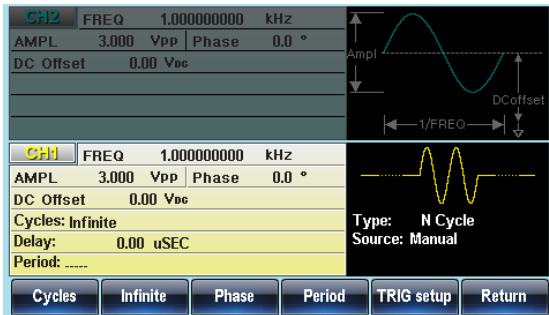 CH2 FREQ 1.000000000 kHz
AMPL 3.000 Vpp Phase 0.0 °
DC Offset 0.00 VDC
Ampl
DCoffset
1/FREQ
CH1 FREQ 1.000000000 kHz
AMPL 3.000 Vpp Phase 0.0 °
DC Offset 0.00 VDC
Cycles: Infinite
Delay: 0.00 uSEC
Period: .....
Type: N Cycle
Source: Manual
Cycles Infinite Phase Period TRIG setup Return